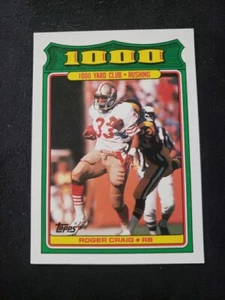 1000
1000 YARD CLUB • RUSHING
33
Topps
ROGER CRAIG • RB